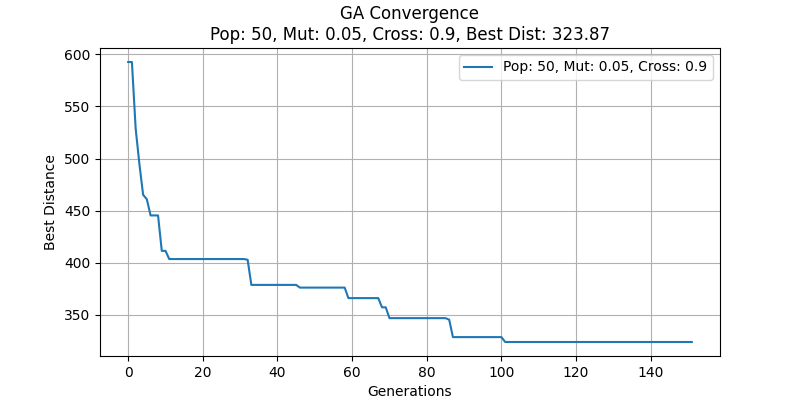 GA Convergence
Pop: 50, Mut: 0.05, Cross: 0.9, Best Dist: 323.87
Pop: 50, Mut: 0.05, Cross: 0.9
Best Distance
600
550
500
450
400
350
0 20 40 60 80 100 120 140
Generations